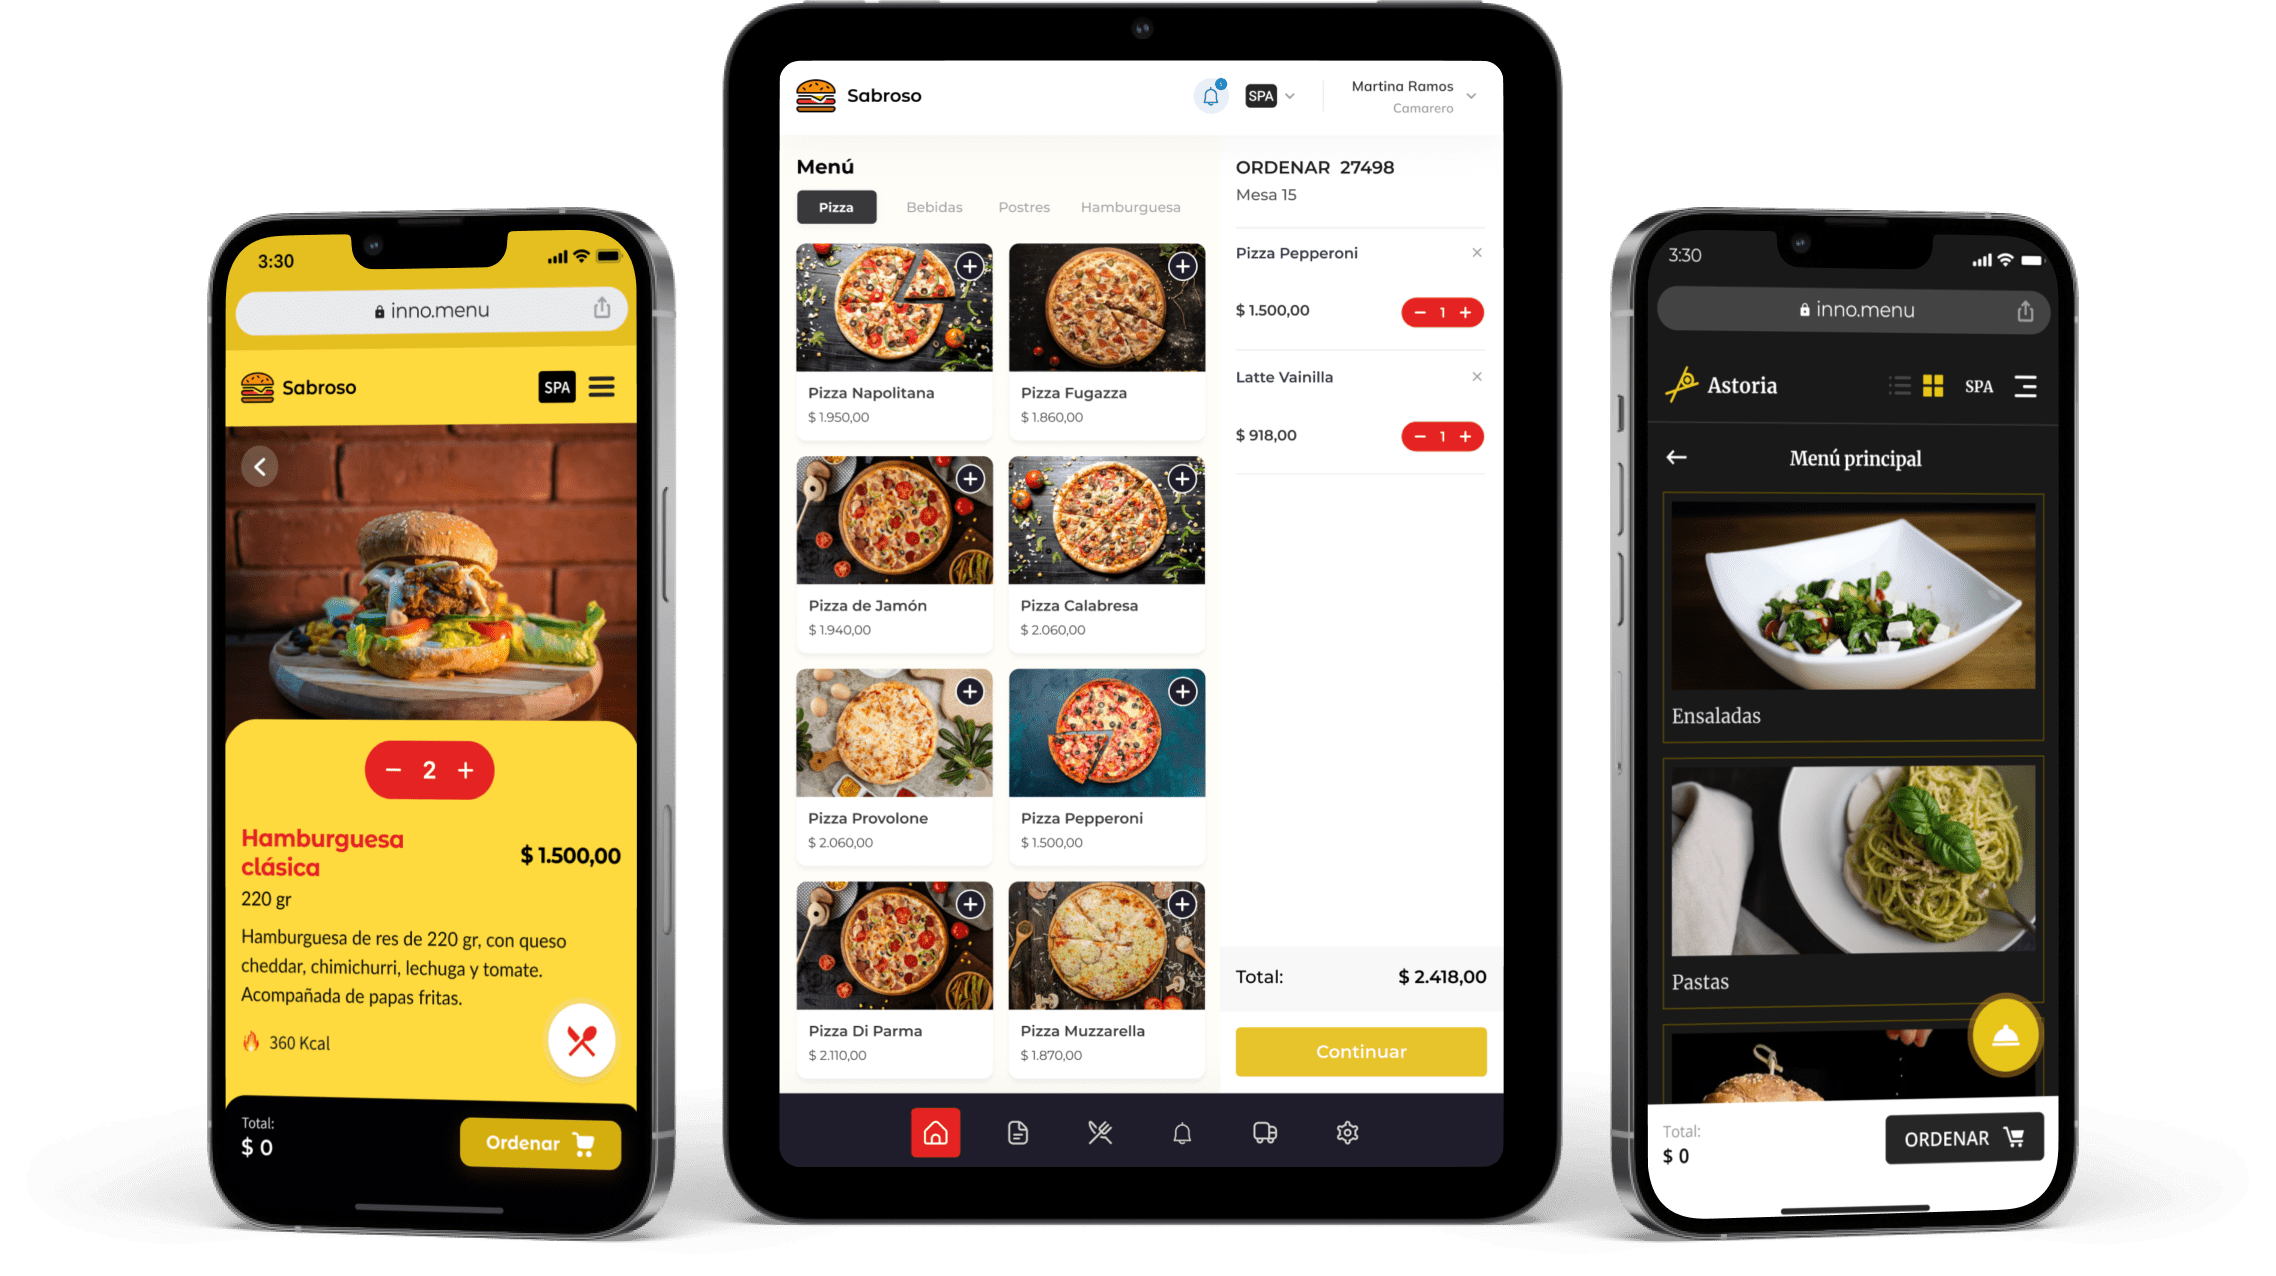 3:30
inno.menu
Sabroso
SPA
2
Hamburguesa
clásica
$ 1.500,00
220 gr
Hamburguesa de res de 220 gr, con queso
cheddar, chimichurri, lechuga y tomate.
Acompañada de papas fritas.
360 Kcal
Total:
$ 0
Ordenar
Sabroso
SPA
Martina Ramos
Camarero
Menú
Pizza
Bebidas
Postres
Hamburguesa
Pizza Napolitana
$ 1.950,00
Pizza Fugazza
$ 1.860,00
Pizza de Jamón
$ 1.940,00
Pizza Calabresa
$ 2.060,00
Pizza Provolone
$ 2.060,00
Pizza Pepperoni
$ 1.500,00
Pizza Di Parma
$ 2.110,00
Pizza Muzzarella
$ 1.870,00
ORDENAR 27498
Mesa 15
Pizza Pepperoni
$ 1.500,00
1
Latte Vainilla
$ 918,00
1
Total:
$ 2.418,00
Continuar
3:30
inno.menu
Astoria
SPA
Menú principal
Ensaladas
Pastas
Total:
$ 0
ORDENAR